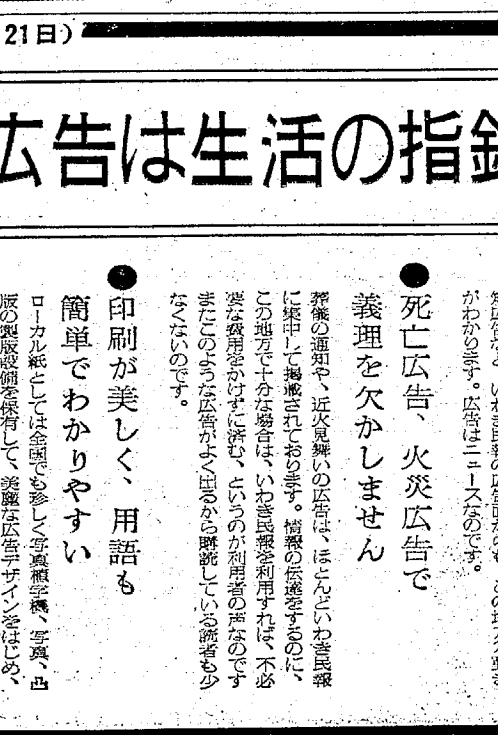 21日)
広告は生活の指針
がわかります。広告はニュースなのです。
●死亡広告、火災広告で
義理を欠かしません
葬儀の通知や、近火見舞いの広告は、ほとんどいわき民報
に集中して掲載されております。情報の伝達をするのに、
この地方で十分な場合は、いわき民報を利用すれば、不必
要な費用をかけずに済む、というのが利用者の声なのです
またこのような広告がよく出るから購読している読者も少
なくないのです。
●印刷が美しく、用語も
簡単でわかりやすい
ローカル紙としては全国でも珍しく写真植字機、写真、凸
版の製版設備を保有して、美麗な広告デザインをはじめ、